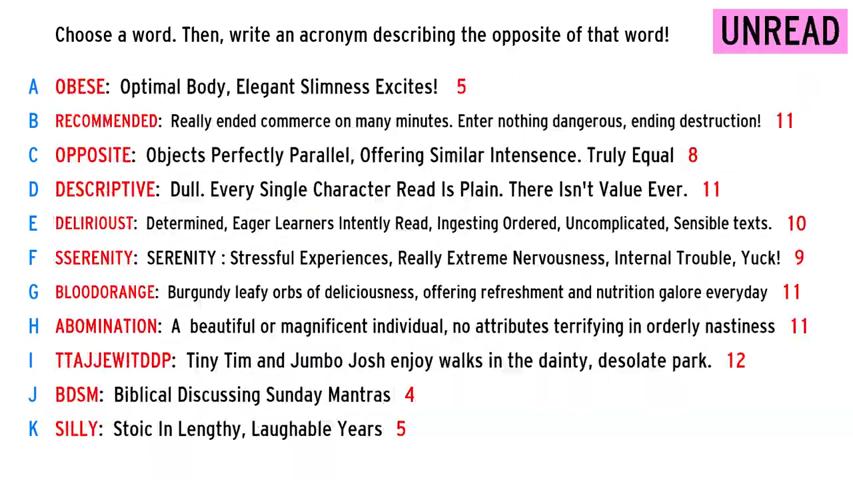 Choose a word. Then, write an acronym describing the opposite of that word!
UNREAD
A OBESE: Optimal Body, Elegant Slimness Excites! 5
B RECOMMENDED: Really ended commerce on many minutes. Enter nothing dangerous, ending destruction! 11
C OPPOSITE: Objects Perfectly Parallel, Offering Similar Intensence. Truly Equal 8
D DESCRIPTIVE: Dull. Every Single Character Read Is Plain. There Isn't Value Ever. 11
E DELIRIOUST: Determined, Eager Learners Intently Read, Ingesting Ordered, Uncomplicated, Sensible texts. 10
F SSERENITY: SERENITY : Stressful Experiences, Really Extreme Nervousness, Internal Trouble, Yuck! 9
G BLOODORANGE: Burgundy leafy orbs of deliciousness, offering refreshment and nutrition galore everyday 11
H ABOMINATION: A beautiful or magnificent individual, no attributes terrifying in orderly nastiness 11
I TTAJJEWITDDP: Tiny Tim and Jumbo Josh enjoy walks in the dainty, desolate park. 12
J BDSM: Biblical Discussing Sunday Mantras 4
K SILLY: Stoic In Lengthy, Laughable Years 5